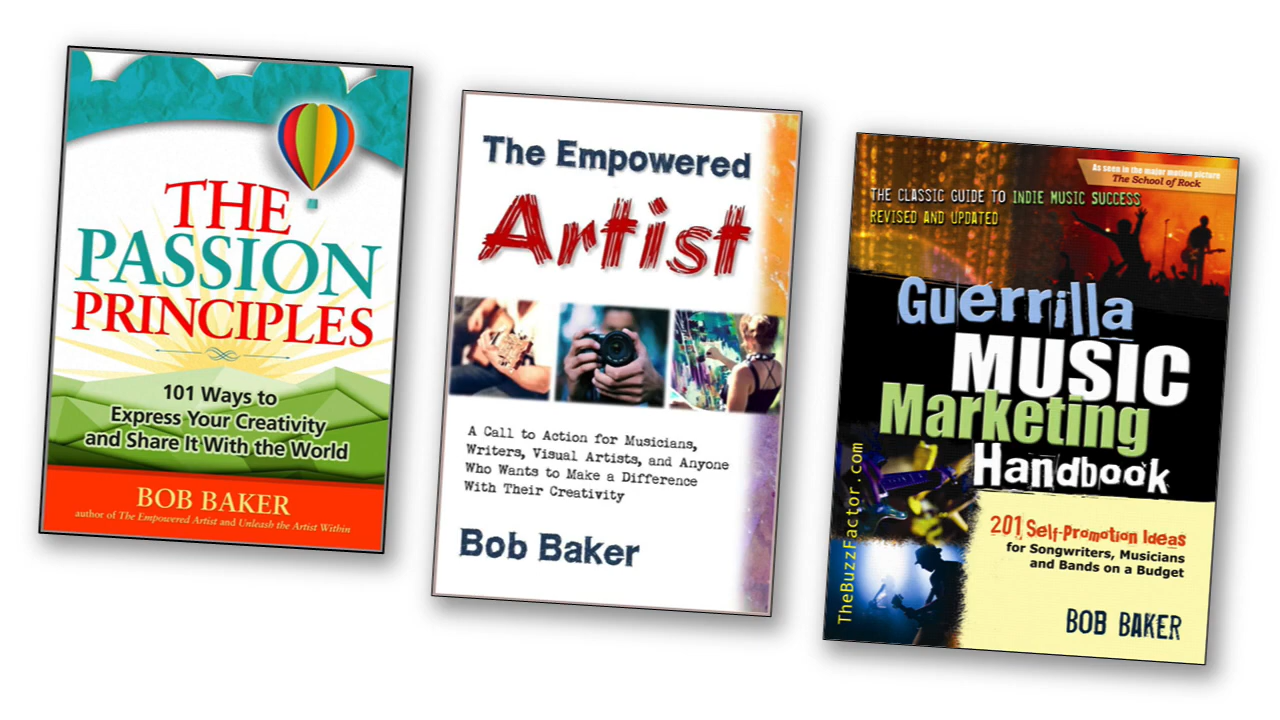 THE
PASSION
PRINCIPLES
101 Ways to
Express Your Creativity
and Share It With the World
BOB BAKER
author of The Empowered Artist and Unleash the Artist Within
The Empowered
Artist
A Call to Action for Musicians,
Writers, Visual Artists, and Anyone
Who Wants to Make a Difference
With Their Creativity
Bob Baker
As seen in the major motion picture
The School of Rock
THE CLASSIC GUIDE TO INDIE MUSIC SUCCESS
REVISED AND UPDATED
Guerrilla
MUSIC
Marketing
Handbook
TheBuzzFactor.com
201 Self-Promotion Ideas
for Songwriters, Musicians
and Bands on a Budget
BOB BAKER